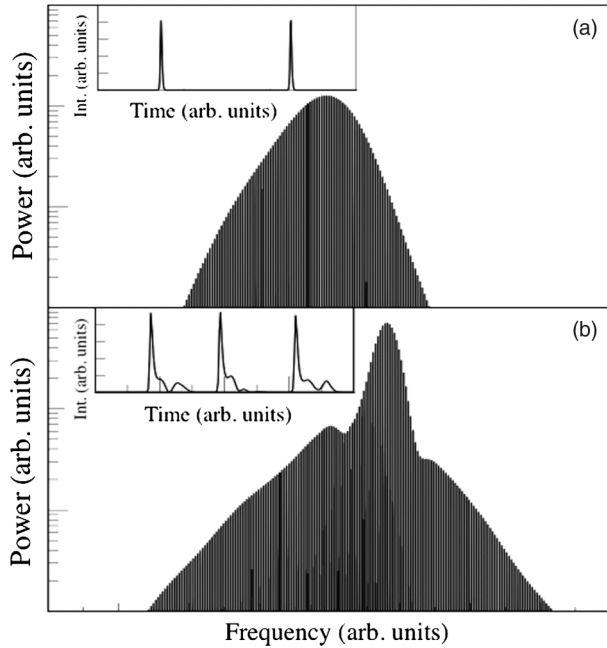 (a)
Int. (arb. units)
Time (arb. units)
Power (arb. units)
(b)
Int. (arb. units)
Time (arb. units)
Power (arb. units)
Frequency (arb. units)